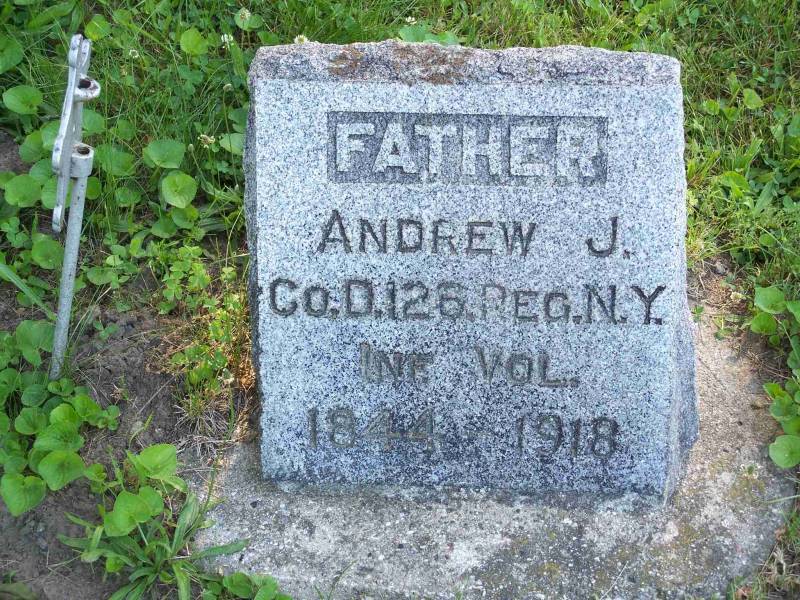 FATHER
ANDREW J.
CO.D.126.REG.N.Y.
INF VOL.
1844 - 1918